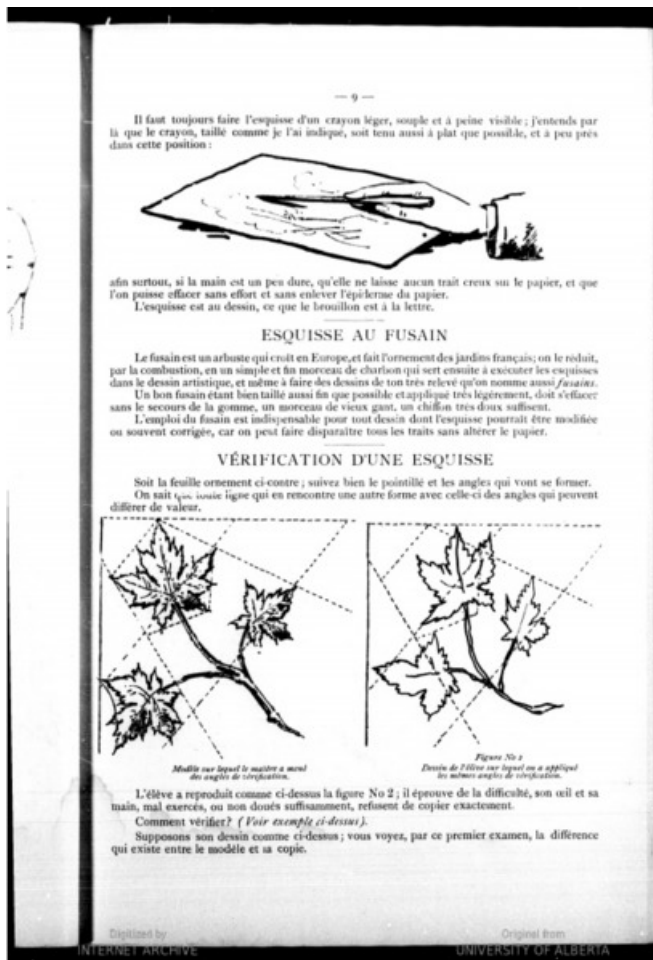 — 9 —
Il faut toujours faire l'esquisse d'un crayon léger, souple et à peine visible; j'entends par
là que le crayon, taillé comme je l'ai indiqué, soit tenu aussi à plat que possible, et à peu près
dans cette position :
afin surtout, si la main est un peu dure, qu'elle ne laisse aucun trait creux sur le papier, et que
l'on puisse effacer sans effort et sans enlever l'épiderme du papier.
L'esquisse est au dessin, ce que le brouillon est à la lettre.
ESQUISSE AU FUSAIN
Le fusain est un arbuste qui croît en Europe, et fait l'ornement des jardins français; on le réduit,
par la combustion, en un simple et fin morceau de charbon qui sert ensuite à exécuter les esquisses
dans le dessin artistique, et même à faire des dessins de ton très relevé qu'on nomme aussi fusains.
Un bon fusain étant bien taillé aussi fin que possible et appliqué très légèrement, doit s'effacer
sans le secours de la gomme, un morceau de vieux gant, un chiffon très doux suffisent.
L'emploi du fusain est indispensable pour tout dessin dont l'esquisse pourrait être modifiée
ou souvent corrigée, car on peut faire disparaître tous les traits sans altérer le papier.
VÉRIFICATION D'UNE ESQUISSE
Soit la feuille ornement ci-contre; suivez bien le pointillé et les angles qui vont se former.
On sait que toute ligne qui en rencontre une autre forme avec celle-ci des angles qui peuvent
différer de valeur.
Modèle sur lequel le maître a mené
des angles de vérification.
Figure No 2
Dessin de l'élève sur lequel on a appliqué
les mêmes angles de vérification.
L'élève a reproduit comme ci-dessus la figure No 2; il éprouve de la difficulté, son œil et sa
main, mal exercés, ou non doués suffisamment, refusent de copier exactement.
Comment vérifier? (Voir exemple ci-dessus).
Supposons son dessin comme ci-dessus; vous voyez, par ce premier examen, la différence
qui existe entre le modèle et sa copie.
Digitized by
INTERNET ARCHIVE
Original from
UNIVERSITY OF ALBERTA